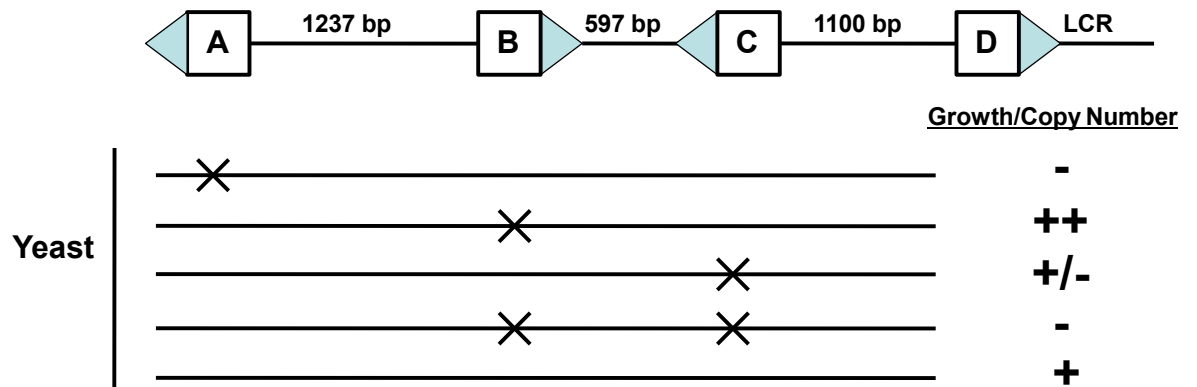 A 1237 bp B 597 bp C 1100 bp D LCR
Growth/Copy Number
-
++
Yeast
+/-
-
+